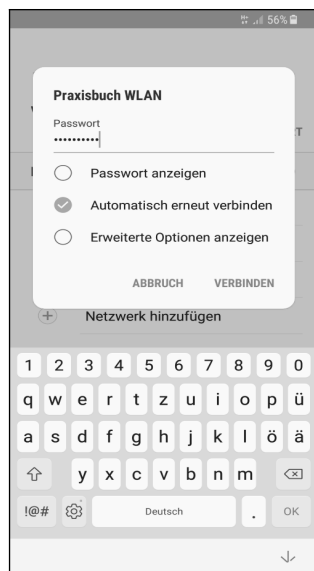 56%
Praxisbuch WLAN
Passwort
••••••••••
T
Passwort anzeigen
Automatisch erneut verbinden
Erweiterte Optionen anzeigen
ABBRUCH VERBINDEN
Netzwerk hinzufügen
1 2 3 4 5 6 7 8 9 0
q w e r t z u i o p ü
a s d f g h j k l ö ä
y x c v b n m
!@# Deutsch . OK